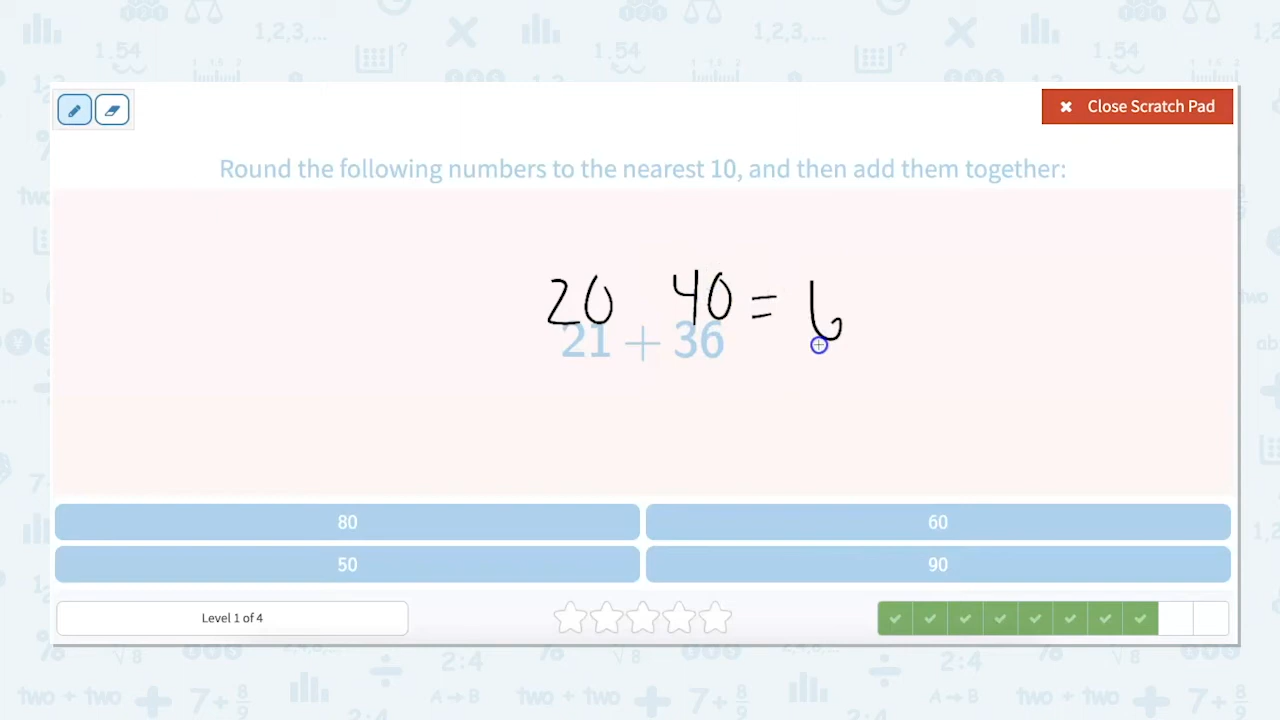 Close Scratch Pad
Round the following numbers to the nearest 10, and then add them together:
20 40 = 6
21 + 36
80
60
50
90
Level 1 of 4